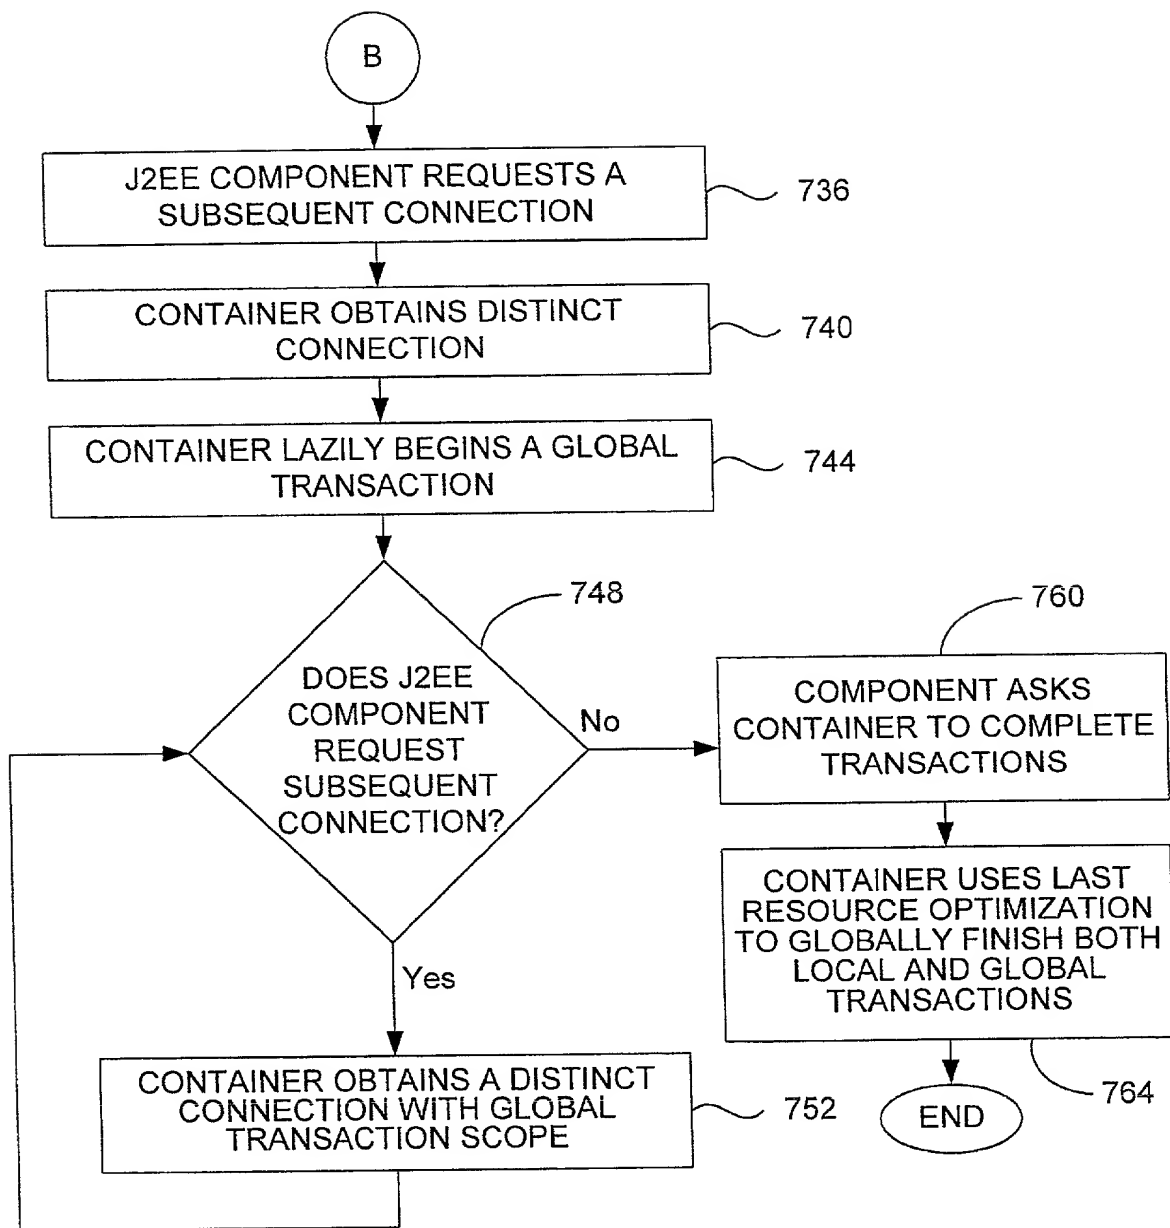 B
J2EE COMPONENT REQUESTS A
SUBSEQUENT CONNECTION
736
CONTAINER OBTAINS DISTINCT
CONNECTION
740
CONTAINER LAZILY BEGINS A GLOBAL
TRANSACTION
744
748
DOES J2EE
COMPONENT
REQUEST
SUBSEQUENT
CONNECTION?
No
Yes
760
COMPONENT ASKS
CONTAINER TO COMPLETE
TRANSACTIONS
CONTAINER USES LAST
RESOURCE OPTIMIZATION
TO GLOBALLY FINISH BOTH
LOCAL AND GLOBAL
TRANSACTIONS
764
CONTAINER OBTAINS A DISTINCT
CONNECTION WITH GLOBAL
TRANSACTION SCOPE
752
END